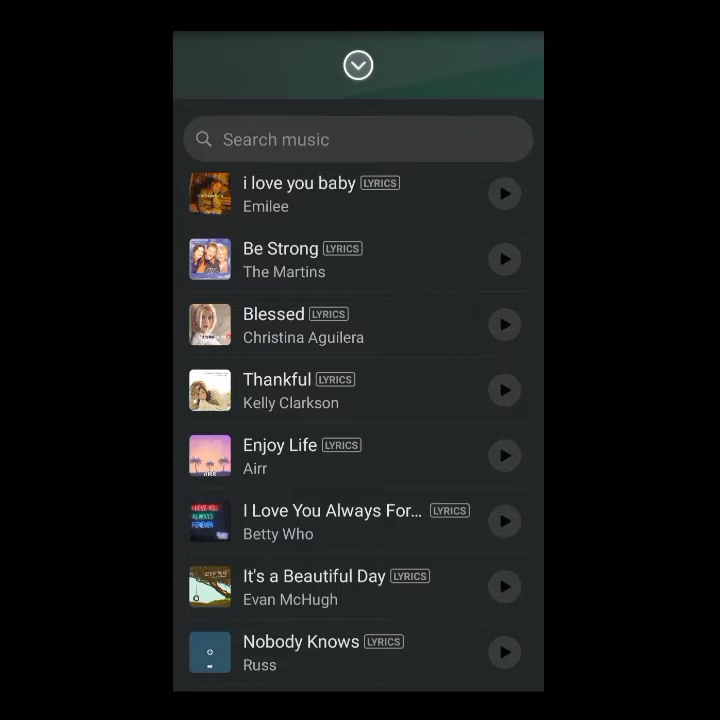 Search music
i love you baby LYRICS
Emilee
Be Strong LYRICS
The Martins
Blessed LYRICS
Christina Aguilera
Thankful LYRICS
Kelly Clarkson
Enjoy Life LYRICS
Airr
I Love You Always For... LYRICS
Betty Who
It's a Beautiful Day LYRICS
Evan McHugh
Nobody Knows LYRICS
Russ